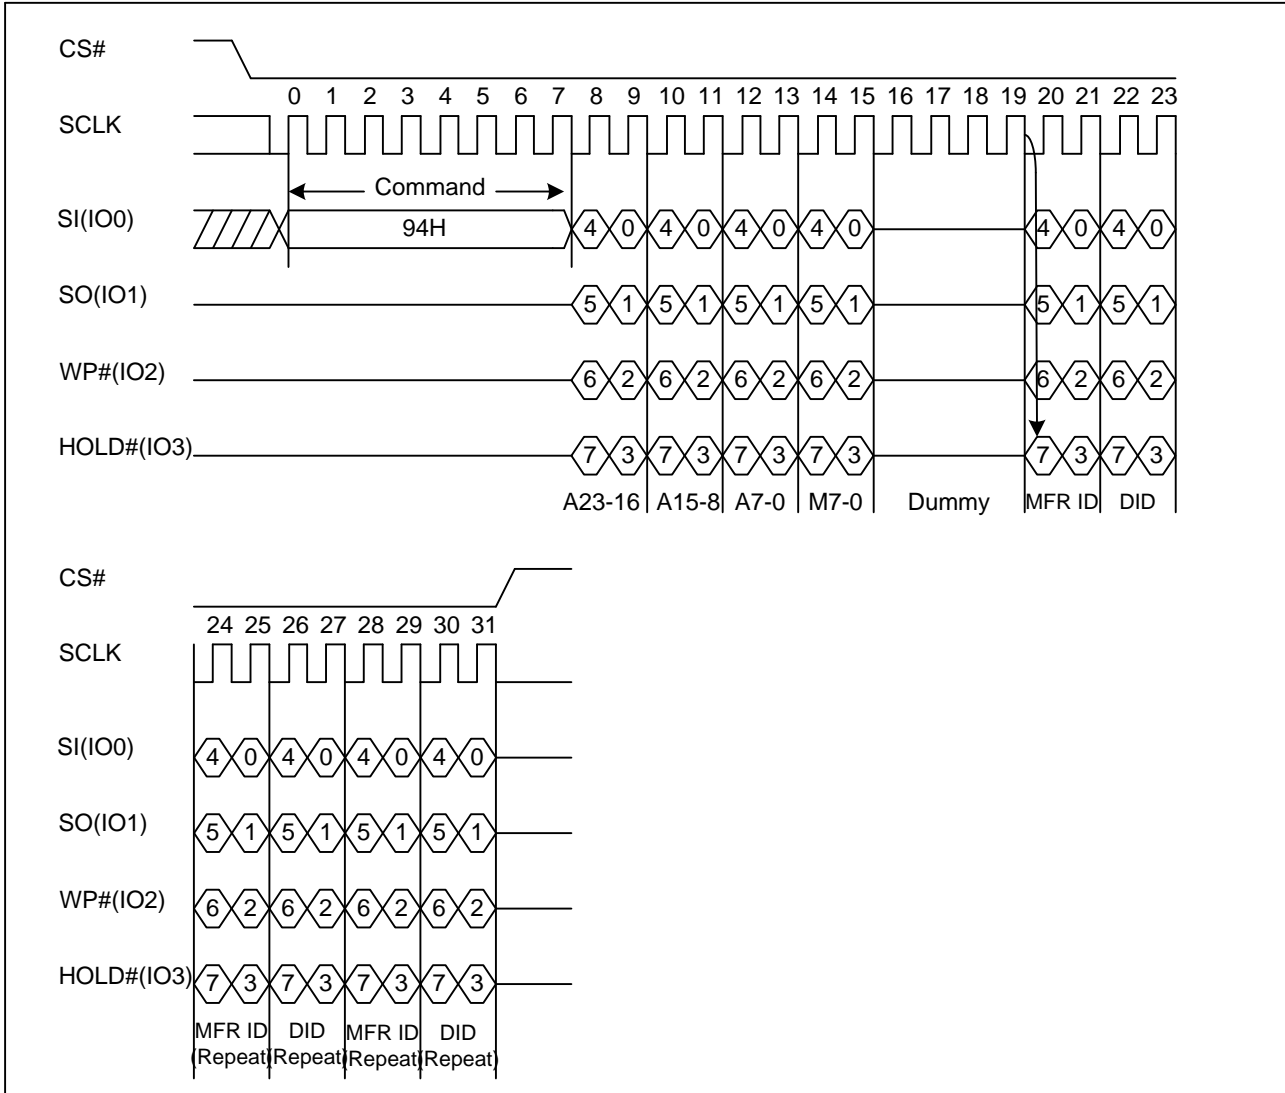 CS#
0 1 2 3 4 5 6 7 8 9 10 11 12 13 14 15 16 17 18 19 20 21 22 23
SCLK
Command
SI(IO0) 94H 4 0 4 0 4 0 4 0 4 0 4 0
SO(IO1) 5 1 5 1 5 1 5 1 5 1 5 1
WP#(IO2) 6 2 6 2 6 2 6 2 6 2 6 2
HOLD#(IO3) 7 3 7 3 7 3 7 3 7 3 7 3
A23-16 A15-8 A7-0 M7-0 Dummy MFR ID DID
CS#
24 25 26 27 28 29 30 31
SCLK
SI(IO0) 4 0 4 0 4 0 4 0
SO(IO1) 5 1 5 1 5 1 5 1
WP#(IO2) 6 2 6 2 6 2 6 2
HOLD#(IO3) 7 3 7 3 7 3 7 3
MFR ID DID MFR ID DID
(Repeat) (Repeat) (Repeat) (Repeat)